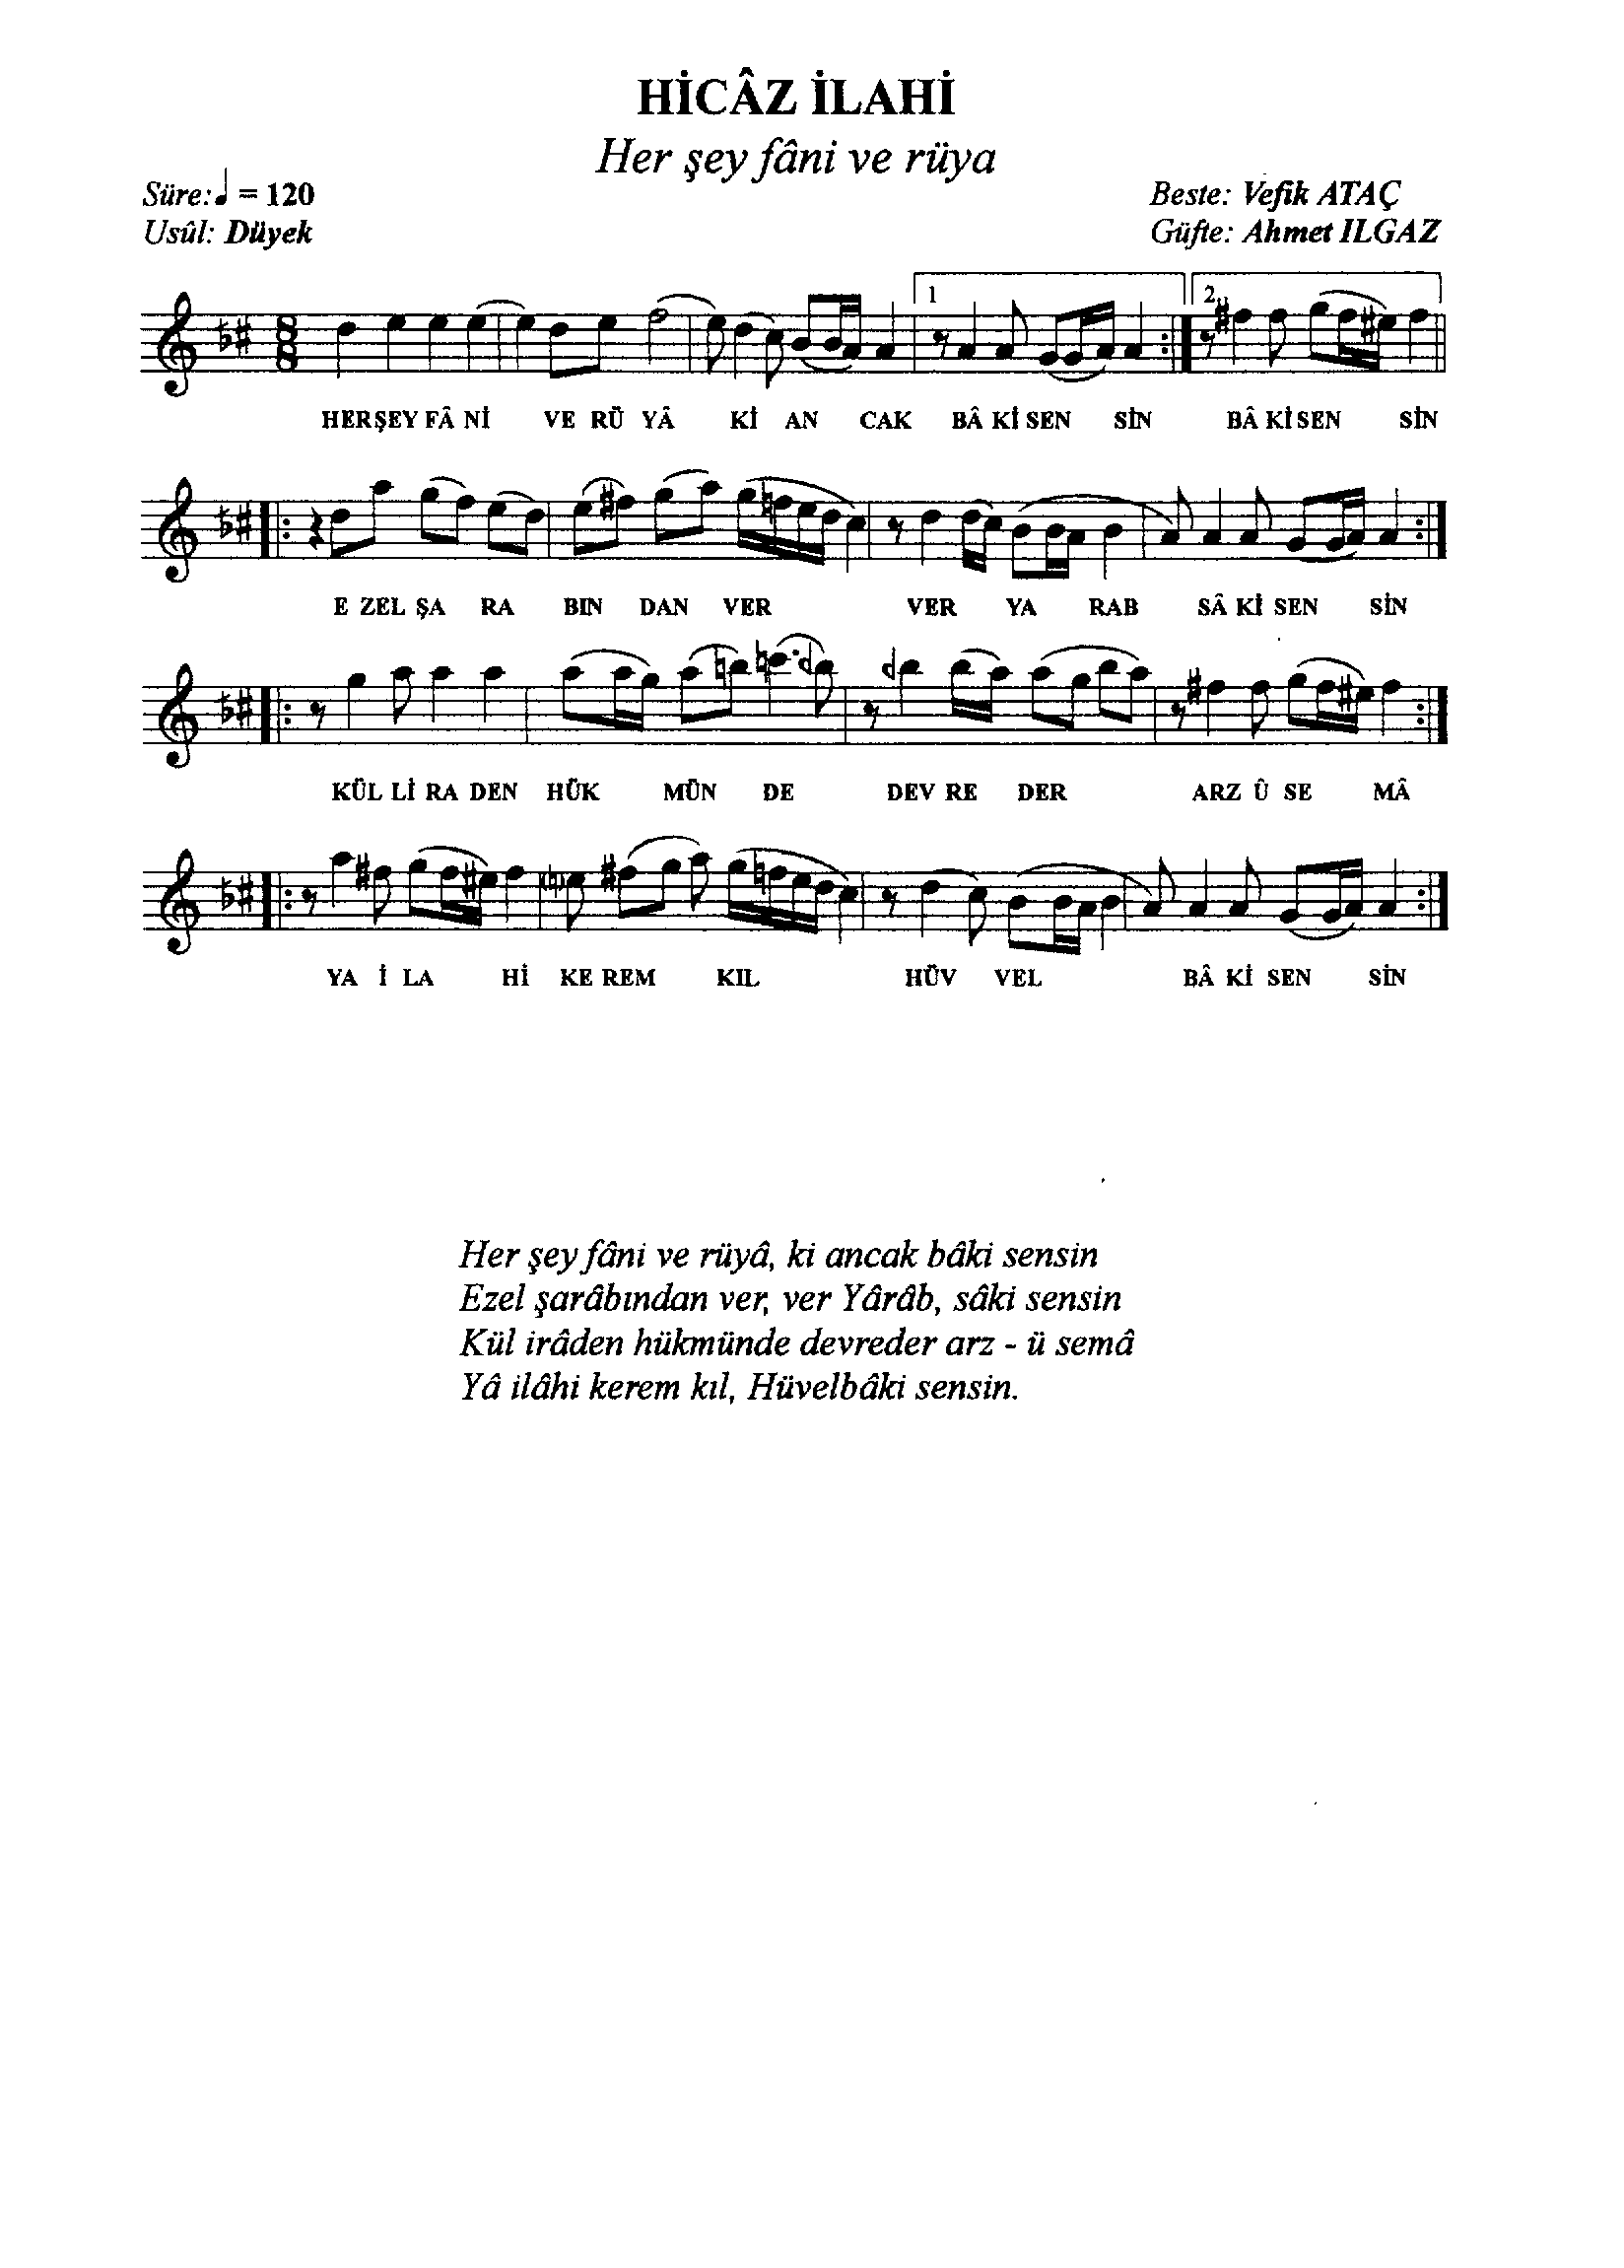 HİCÂZ İLAHİ
Her şey fâni ve rüya
Süre: ♩ = 120
Beste: Vefik ATAÇ
Usûl: Düyek
Güfte: Ahmet ILGAZ
1 2.
8 8
HER ŞEY FÂ Nİ VE RÜ YÂ Kİ AN CAK BÂ Kİ SEN SİN BÂ Kİ SEN SİN
E ZEL ŞA RA BIN DAN VER VER YA RAB SÂ Kİ SEN SİN
KÜL Lİ RA DEN HÜK MÜN DE DEV RE DER ARZ Û SE MÂ
YA İ LA Hİ KE REM KIL HÜV VEL BÂ Kİ SEN SİN
Her şey fâni ve rüyâ, ki ancak bâki sensin
Ezel şarâbından ver, ver Yârâb, sâki sensin
Kül irâden hükmünde devreder arz - ü semâ
Yâ ilâhi kerem kıl, Hüvelbâki sensin.